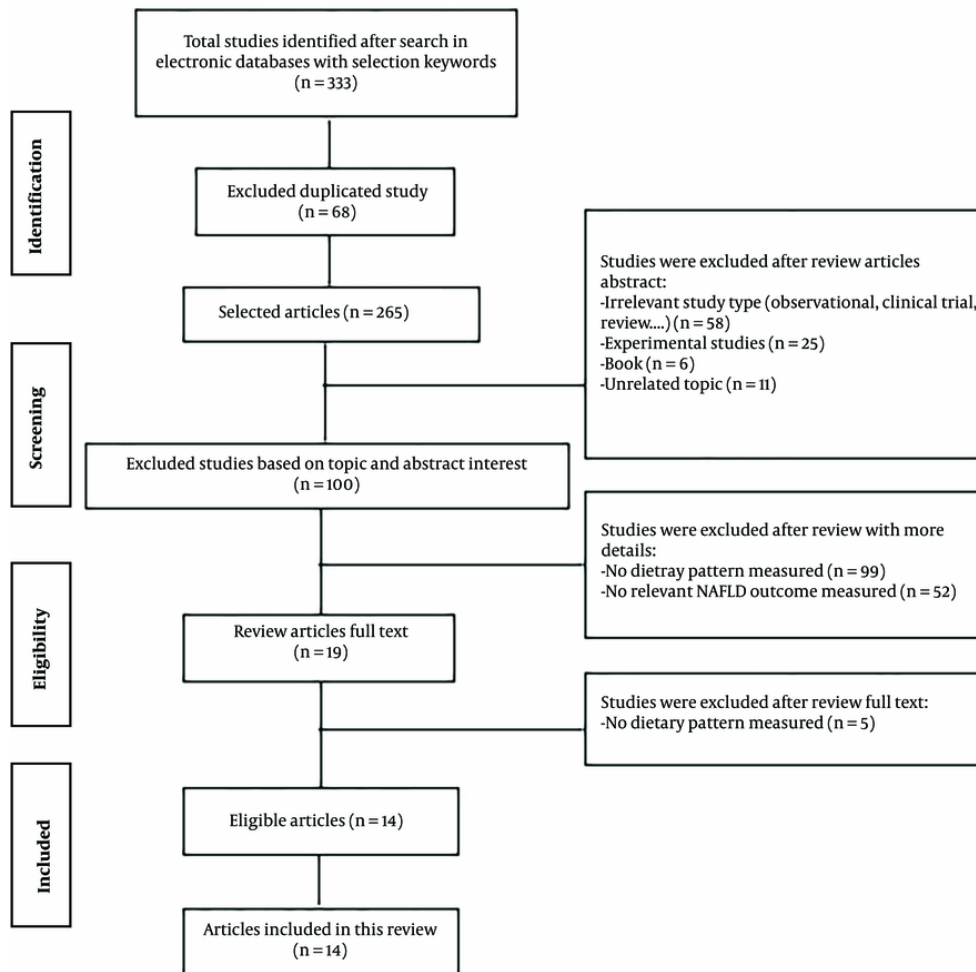 Total studies identified after search in
electronic databases with selection keywords
(n = 333)
Identification
Excluded duplicated study
(n = 68)
Selected articles (n = 265)
Studies were excluded after review articles
abstract:
-Irrelevant study type (observational, clinical trial,
review....) (n = 58)
-Experimental studies (n = 25)
-Book (n = 6)
-Unrelated topic (n = 11)
Screening
Excluded studies based on topic and abstract interest
(n = 100)
Studies were excluded after review with more
details:
-No dietray pattern measured (n = 99)
-No relevant NAFLD outcome measured (n = 52)
Eligibility
Review articles full text
(n = 19)
Studies were excluded after review full text:
-No dietary pattern measured (n = 5)
Included
Eligible articles (n = 14)
Articles included in this review
(n = 14)